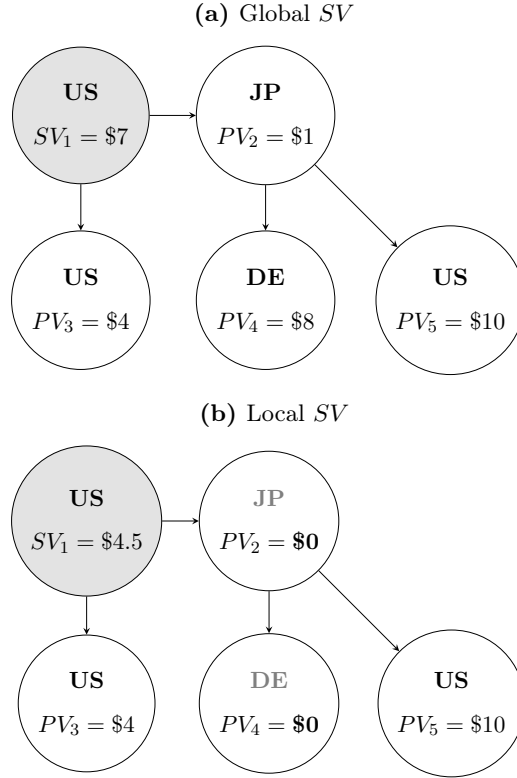 (a) Global SV
US
SV₁ = $7
JP
PV₂ = $1
US
PV₃ = $4
DE
PV₄ = $8
US
PV₅ = $10
(b) Local SV
US
SV₁ = $4.5
JP
PV₂ = $0
US
PV₃ = $4
DE
PV₄ = $0
US
PV₅ = $10